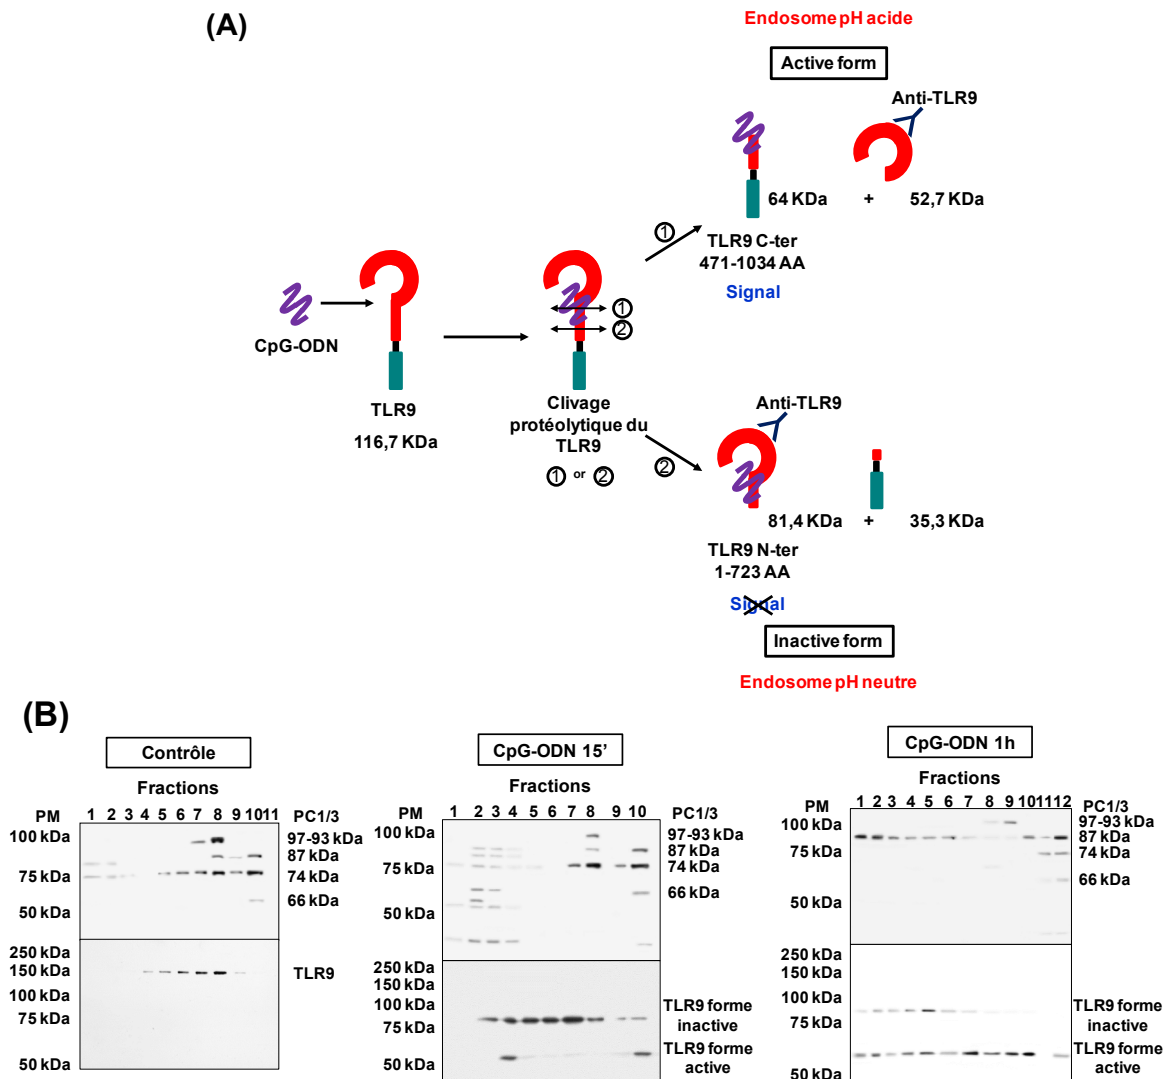 (A)
Endosome pH acide
Active form
Anti-TLR9
64 KDa + 52,7 KDa
①
TLR9 C-ter
471-1034 AA
Signal
CpG-ODN
TLR9
116,7 KDa
①
②
Clivage
protéolytique du
TLR9
① or ②
②
Anti-TLR9
81,4 KDa + 35,3 KDa
TLR9 N-ter
1-723 AA
Signal
Inactive form
Endosome pH neutre
(B)
Contrôle
Fractions
PM 1 2 3 4 5 6 7 8 9 10 11 PC1/3
100 kDa
75 kDa
50 kDa
97-93 kDa
87 kDa
74 kDa
66 kDa
250 kDa
150 kDa
100 kDa
75 kDa
50 kDa
TLR9
CpG-ODN 15’
Fractions
PM 1 2 3 4 5 6 7 8 9 10 PC1/3
100 kDa
75 kDa
50 kDa
97-93 kDa
87 kDa
74 kDa
66 kDa
250 kDa
150 kDa
100 kDa
75 kDa
50 kDa
TLR9 forme
inactive
TLR9 forme
active
CpG-ODN 1h
Fractions
PM 1 2 3 4 5 6 7 8 9 10 11 12 PC1/3
100 kDa
75 kDa
50 kDa
97-93 kDa
87 kDa
74 kDa
66 kDa
250 kDa
150 kDa
100 kDa
75 kDa
50 kDa
TLR9 forme
inactive
TLR9 forme
active